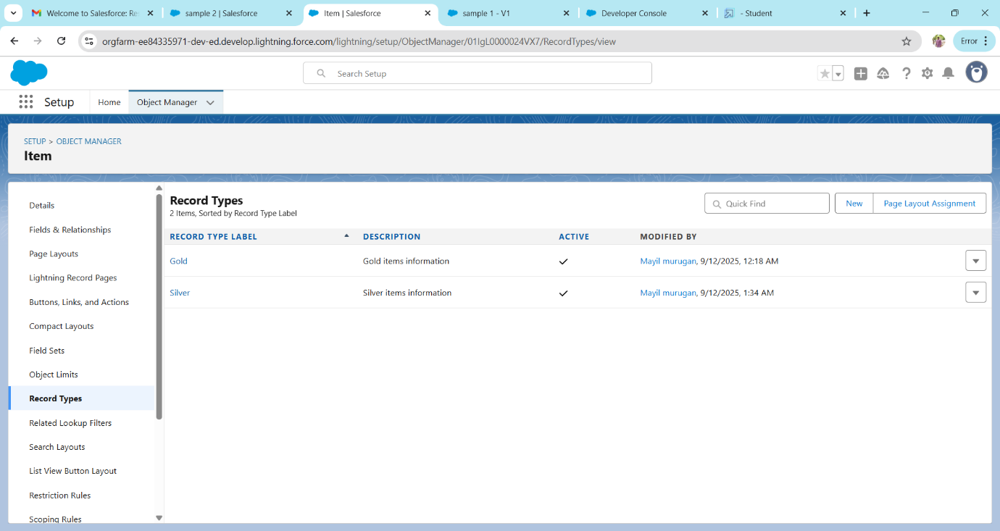 Welcome to Salesforce: Re
sample 2 | Salesforce
Item | Salesforce
sample 1 - V1
Developer Console
- Student
orgfarm-ee84335971-dev-ed.develop.lightning.force.com/lightning/setup/ObjectManager/01IgL0000024VX7/RecordTypes/view
Error
Search Setup
Setup
Home
Object Manager
SETUP > OBJECT MANAGER
Item
Details
Fields & Relationships
Page Layouts
Lightning Record Pages
Buttons, Links, and Actions
Compact Layouts
Field Sets
Object Limits
Record Types
Related Lookup Filters
Search Layouts
List View Button Layout
Restriction Rules
Scoping Rules
Record Types
2 Items, Sorted by Record Type Label
Quick Find
New
Page Layout Assignment
RECORD TYPE LABEL DESCRIPTION ACTIVE MODIFIED BY
Gold Gold items information Mayil murugan, 9/12/2025, 12:18 AM
Silver Silver items information Mayil murugan, 9/12/2025, 1:34 AM